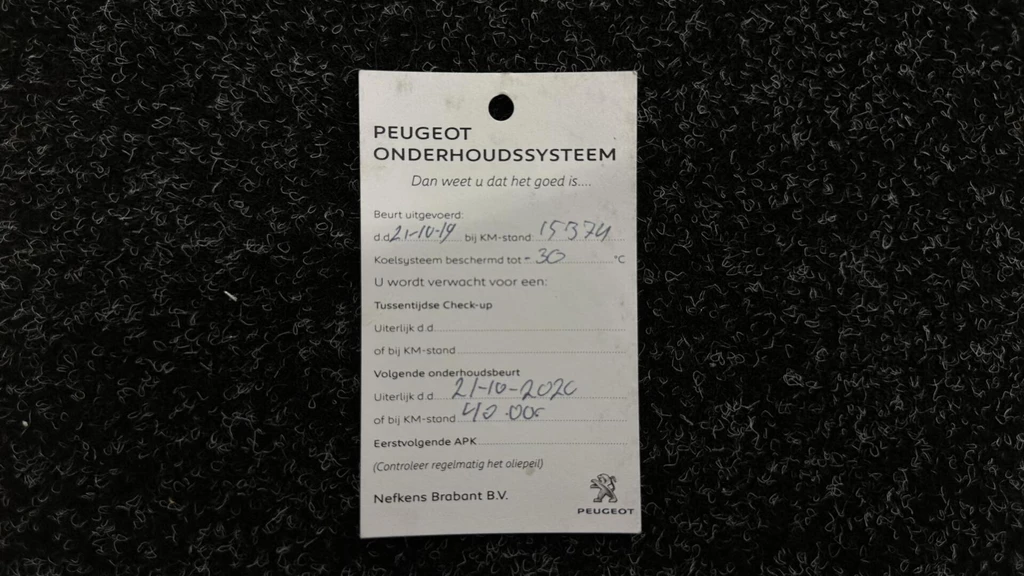 PEUGEOT
ONDERHOUDSSYSTEEM
Dan weet u dat het goed is....
Beurt uitgevoerd:
d.d. 21-10-19 bij KM-stand 15374
Koelsysteem beschermd tot - 30 °C
U wordt verwacht voor een:
Tussentijdse Check-up
Uiterlijk d.d.
of bij KM-stand
Volgende onderhoudsbeurt
Uiterlijk d.d. 21-10-2020
of bij KM-stand 40.000
Eerstvolgende APK
(Controleer regelmatig het oliepeil)
Nefkens Brabant B.V.
PEUGEOT